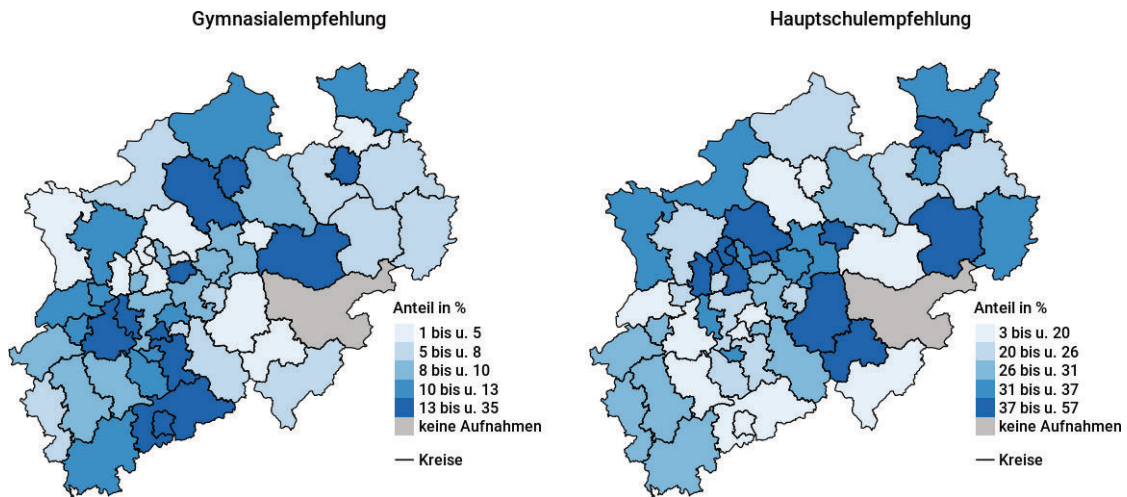 Gymnasialempfehlung
Anteil in %
1 bis u. 5
5 bis u. 8
8 bis u. 10
10 bis u. 13
13 bis u. 35
keine Aufnahmen
Kreise
Hauptschulempfehlung
Anteil in %
3 bis u. 20
20 bis u. 26
26 bis u. 31
31 bis u. 37
37 bis u. 57
keine Aufnahmen
Kreise